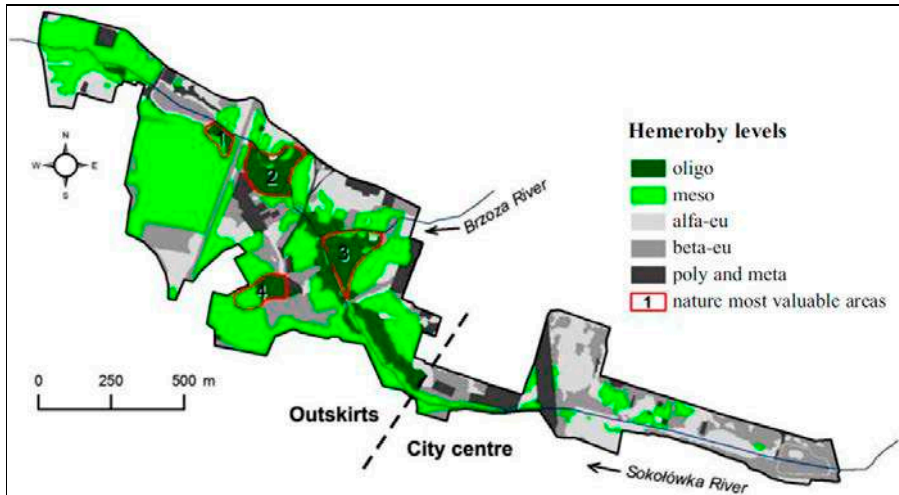 N
W E
S
1
2
3
4
Brzoza River
Hemeroby levels
oligo
meso
alfa-eu
beta-eu
poly and meta
1 nature most valuable areas
0 250 500 m
Outskirts
City centre
Sokołówka River